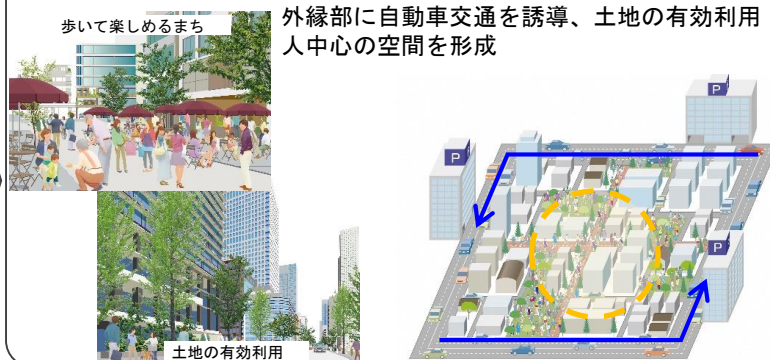 歩いて楽しめるまち
外縁部に自動車交通を誘導、土地の有効利用
人中心の空間を形成
P
P
P
土地の有効利用